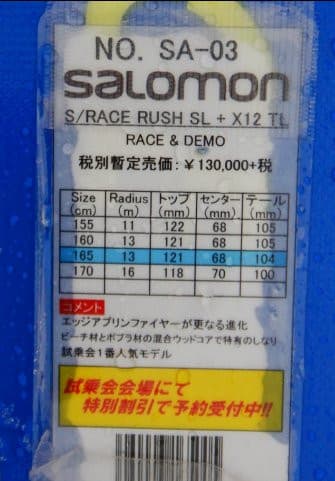 NO. SA-03
salomon
S/RACE RUSH SL + X12 TL
RACE & DEMO
税別暫定売価:¥130,000+税
Size (cm) Radius (m) トップ (mm) センター (mm) テール (mm)
155 11 122 68 105
160 13 121 68 105
165 13 121 68 104
170 16 118 70 100
コメント
エッジアプリンファイヤーが更なる進化
ビーチ材とポプラ材の混合ウッドコアで特有のしなり
試乗会1番人気モデル
試乗会会場にて
特別割引で予約受付中!!